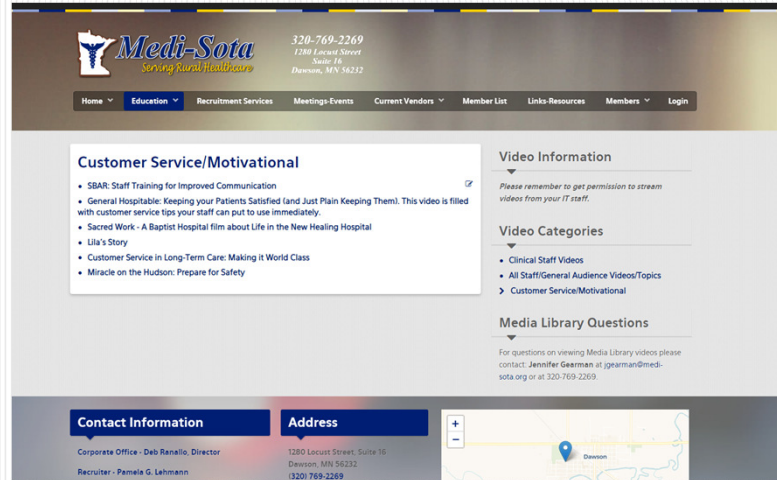 Medi-Sota
Serving Rural Healthcare
320-769-2269
1280 Locust Street
Suite 16
Dawson, MN 56232
Home
Education
Recruitment Services
Meetings-Events
Current Vendors
Member List
Links-Resources
Members
Login
Customer Service/Motivational
• SBAR: Staff Training for Improved Communication
• General Hospitable: Keeping your Patients Satisfied (and Just Plain Keeping Them). This video is filled
with customer service tips your staff can put to use immediately.
• Sacred Work - A Baptist Hospital film about Life in the New Healing Hospital
• Lila's Story
• Customer Service in Long-Term Care: Making it World Class
• Miracle on the Hudson: Prepare for Safety
Video Information
Please remember to get permission to stream
videos from your IT staff.
Video Categories
• Clinical Staff Videos
• All Staff/General Audience Videos/Topics
Customer Service/Motivational
Media Library Questions
For questions on viewing Media Library videos please
contact: Jennifer Gearman at jgearman@medi-
sota.org or at 320-769-2269.
Contact Information
Corporate Office - Deb Ranallo, Director
Recruiter - Pamela G. Lehmann
Address
1280 Locust Street, Suite 16
Dawson, MN 56232
(320) 769-2269
+
−
Dawson